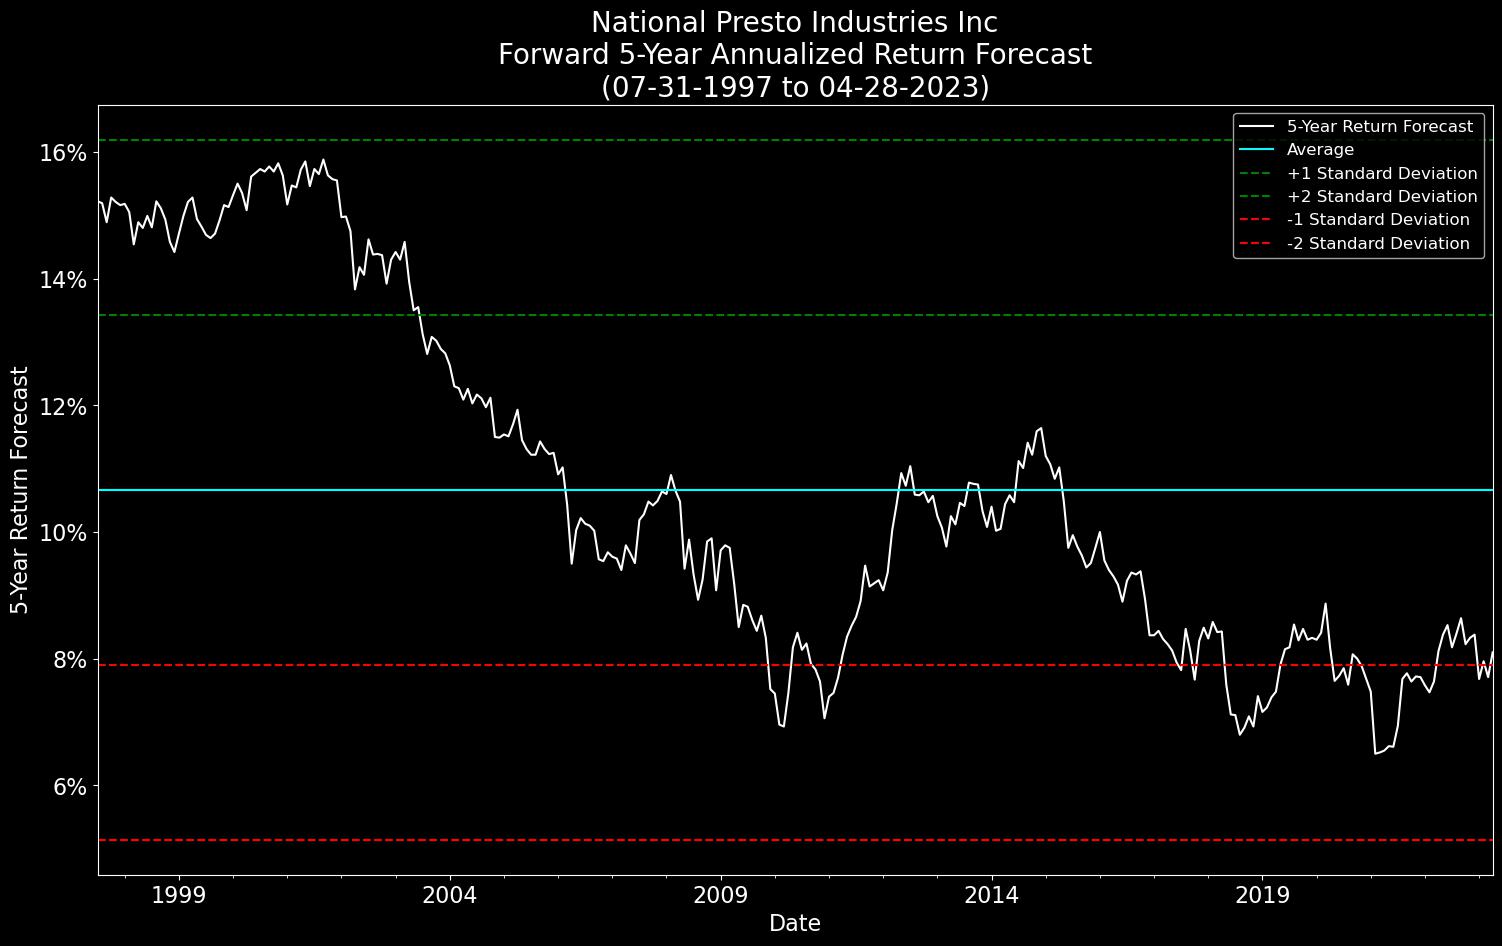 National Presto Industries Inc
Forward 5-Year Annualized Return Forecast
(07-31-1997 to 04-28-2023)
5-Year Return Forecast
Average
+1 Standard Deviation
+2 Standard Deviation
-1 Standard Deviation
-2 Standard Deviation
5-Year Return Forecast
16%
14%
12%
10%
8%
6%
1999 2004 2009 2014 2019
Date